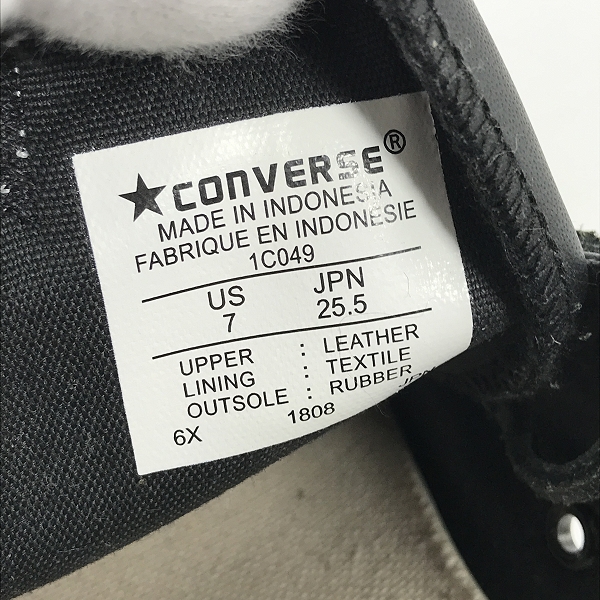 ★CONVERSE®
MADE IN INDONESIA
FABRIQUE EN INDONESIE
1C049
US JPN
7 25.5
UPPER : LEATHER
LINING : TEXTILE
OUTSOLE : RUBBER
6X 1808 JPN